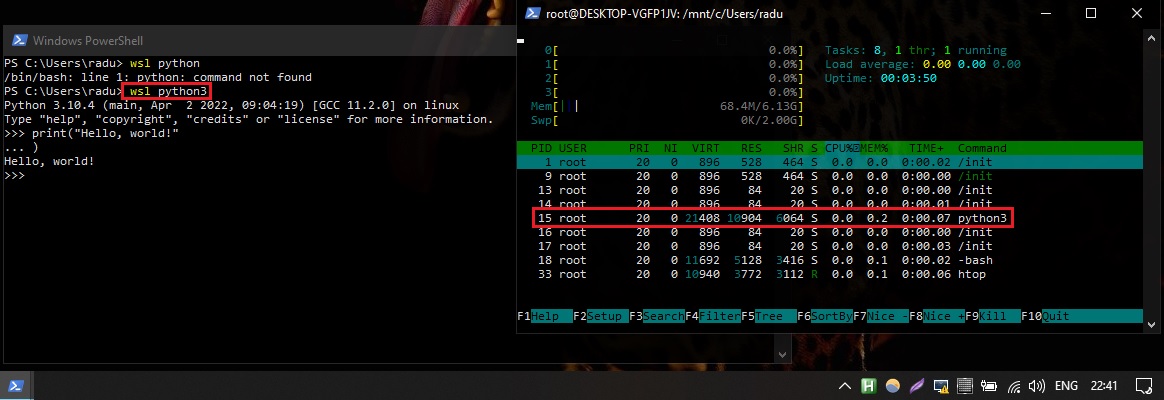 Windows PowerShell
PS C:\Users\radu> wsl python
/bin/bash: line 1: python: command not found
PS C:\Users\radu> wsl python3
Python 3.10.4 (main, Apr  2 2022, 09:04:19) [GCC 11.2.0] on linux
Type "help", "copyright", "credits" or "license" for more information.
>>> print("Hello, world!"
... )
Hello, world!
>>>
root@DESKTOP-VGFP1JV: /mnt/c/Users/radu
0[ 0.0%] Tasks: 8, 1 thr; 1 running
1[ 0.0%] Load average: 0.00 0.00 0.00
2[ 0.0%] Uptime: 00:03:50
3[ 0.0%]
Mem[||| 68.4M/6.13G]
Swp[ 0K/2.00G]
PID USER PRI NI VIRT RES SHR S CPU% MEM% TIME+ Command
1 root 20 0 896 528 464 S 0.0 0.0 0:00.02 /init
9 root 20 0 896 528 464 S 0.0 0.0 0:00.00 /init
13 root 20 0 896 84 20 S 0.0 0.0 0:00.00 /init
14 root 20 0 896 84 20 S 0.0 0.0 0:00.01 /init
15 root 20 0 21408 10904 6064 S 0.0 0.2 0:00.07 python3
16 root 20 0 896 84 20 S 0.0 0.0 0:00.00 /init
17 root 20 0 896 84 20 S 0.0 0.0 0:00.03 /init
18 root 20 0 11692 5128 3416 S 0.0 0.1 0:00.02 -bash
33 root 20 0 10940 3772 3112 R 0.0 0.1 0:00.06 htop
F1Help F2Setup F3SearchF4FilterF5Tree F6SortByF7Nice -F8Nice +F9Kill F10Quit
H ENG 22:41